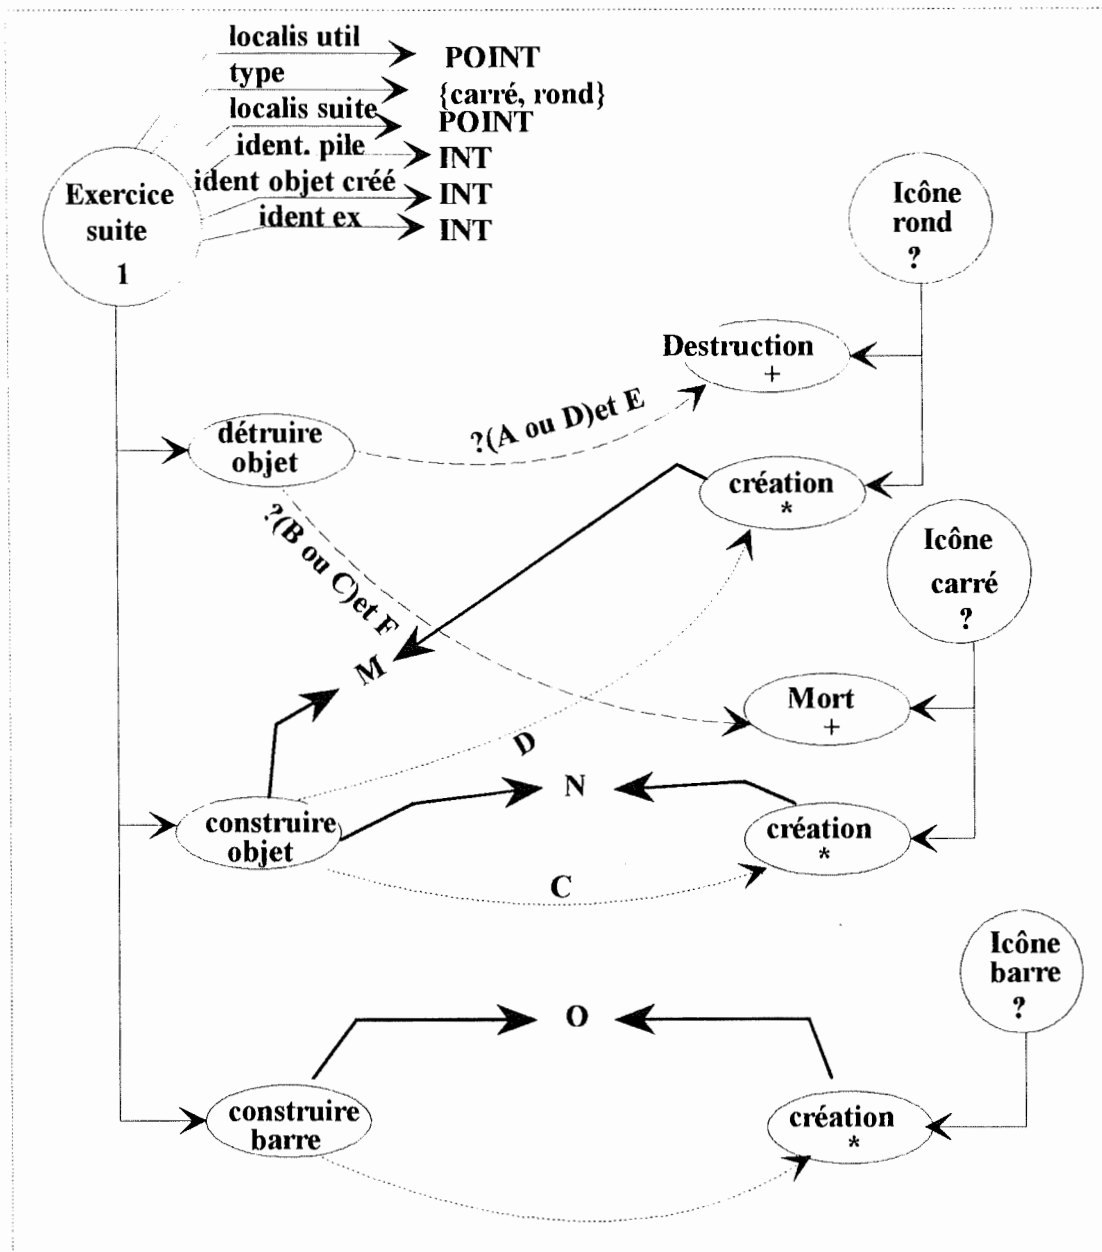 localis util
POINT
type
{carré, rond}
localis suite
POINT
ident. pile
INT
ident objet créé
INT
ident ex
INT
Exercice
suite
1
Icône
rond
?
Destruction
+
?(A ou D)et E
détruire
objet
création
*
?(B ou C)et F
Icône
carré
?
M
Mort
+
D
N
construire
objet
création
*
C
Icône
barre
?
O
construire
barre
création
*